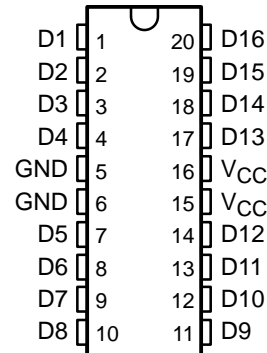 D1 1 20 D16
D2 2 19 D15
D3 3 18 D14
D4 4 17 D13
GND 5 16 VCC
GND 6 15 VCC
D5 7 14 D12
D6 8 13 D11
D7 9 12 D10
D8 10 11 D9